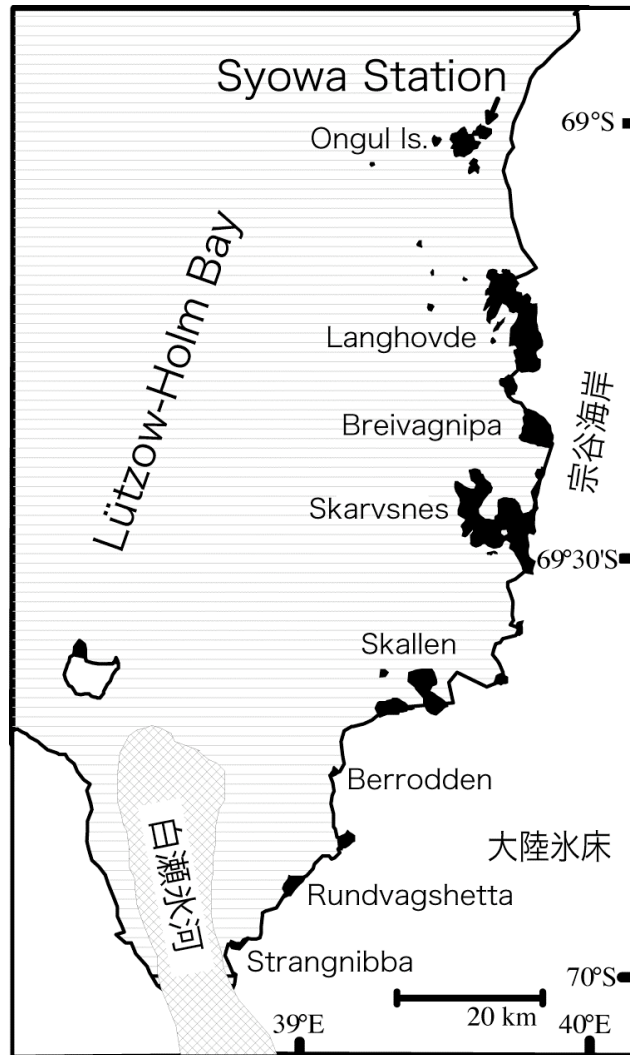 Syowa Station
69°S
Ongul Is.
Lützow-Holm Bay
Langhovde
Breivagnipa
宗谷海岸
Skarvsnes
69°30'S
Skallen
Berrodden
白瀬氷河
大陸氷床
Rundvagshetta
Strangnibba
70°S
20 km
39°E
40°E